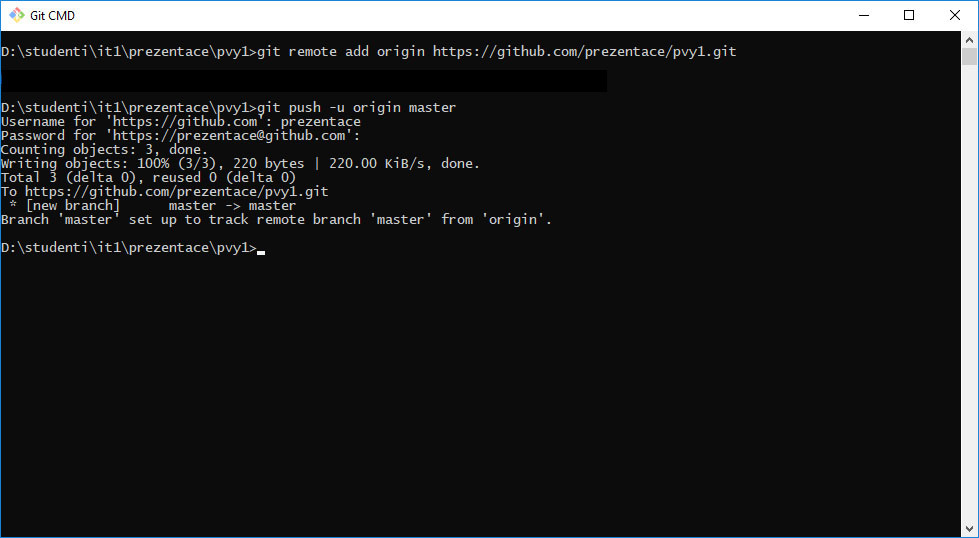 Git CMD
D:\studenti\it1\prezentace\pvy1>git remote add origin https://github.com/prezentace/pvy1.git
D:\studenti\it1\prezentace\pvy1>git push -u origin master
Username for 'https://github.com': prezentace
Password for 'https://prezentace@github.com':
Counting objects: 3, done.
Writing objects: 100% (3/3), 220 bytes | 220.00 KiB/s, done.
Total 3 (delta 0), reused 0 (delta 0)
To https://github.com/prezentace/pvy1.git
 * [new branch]      master -> master
Branch 'master' set up to track remote branch 'master' from 'origin'.
D:\studenti\it1\prezentace\pvy1>